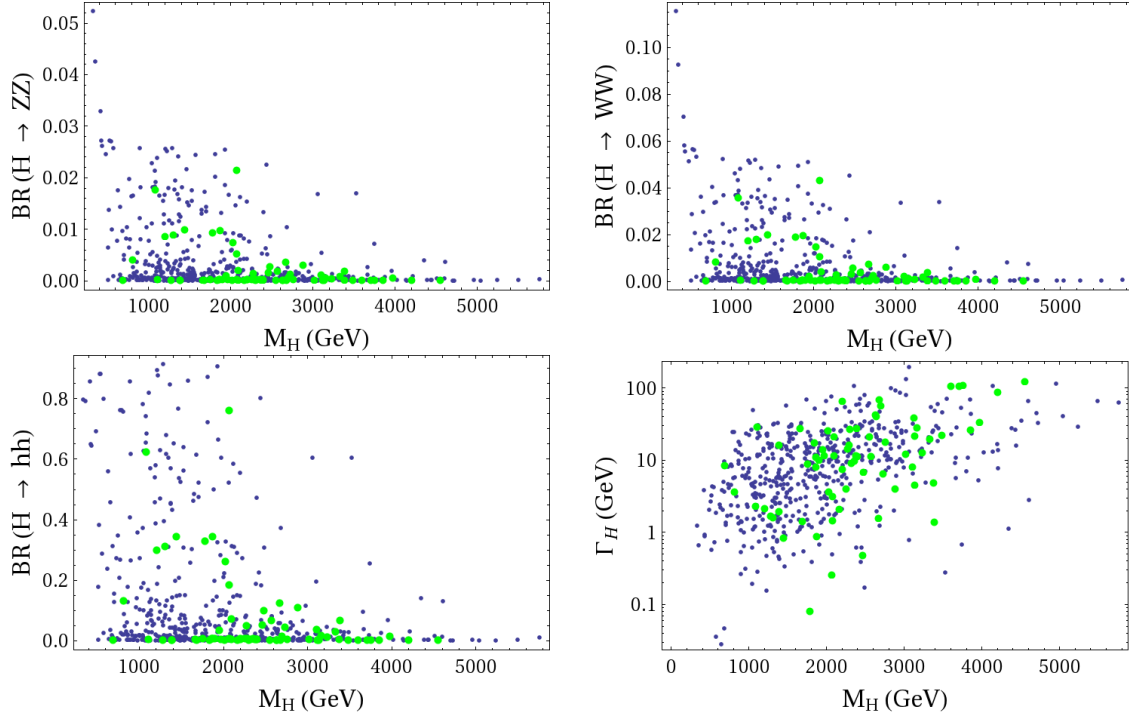 BR (H → ZZ)
0.05
0.04
0.03
0.02
0.01
0.00
1000 2000 3000 4000 5000
M_H (GeV)
BR (H → WW)
0.10
0.08
0.06
0.04
0.02
0.00
1000 2000 3000 4000 5000
M_H (GeV)
BR (H → hh)
0.8
0.6
0.4
0.2
0.0
1000 2000 3000 4000 5000
M_H (GeV)
Γ_H (GeV)
100
10
1
0.1
0 1000 2000 3000 4000 5000
M_H (GeV)